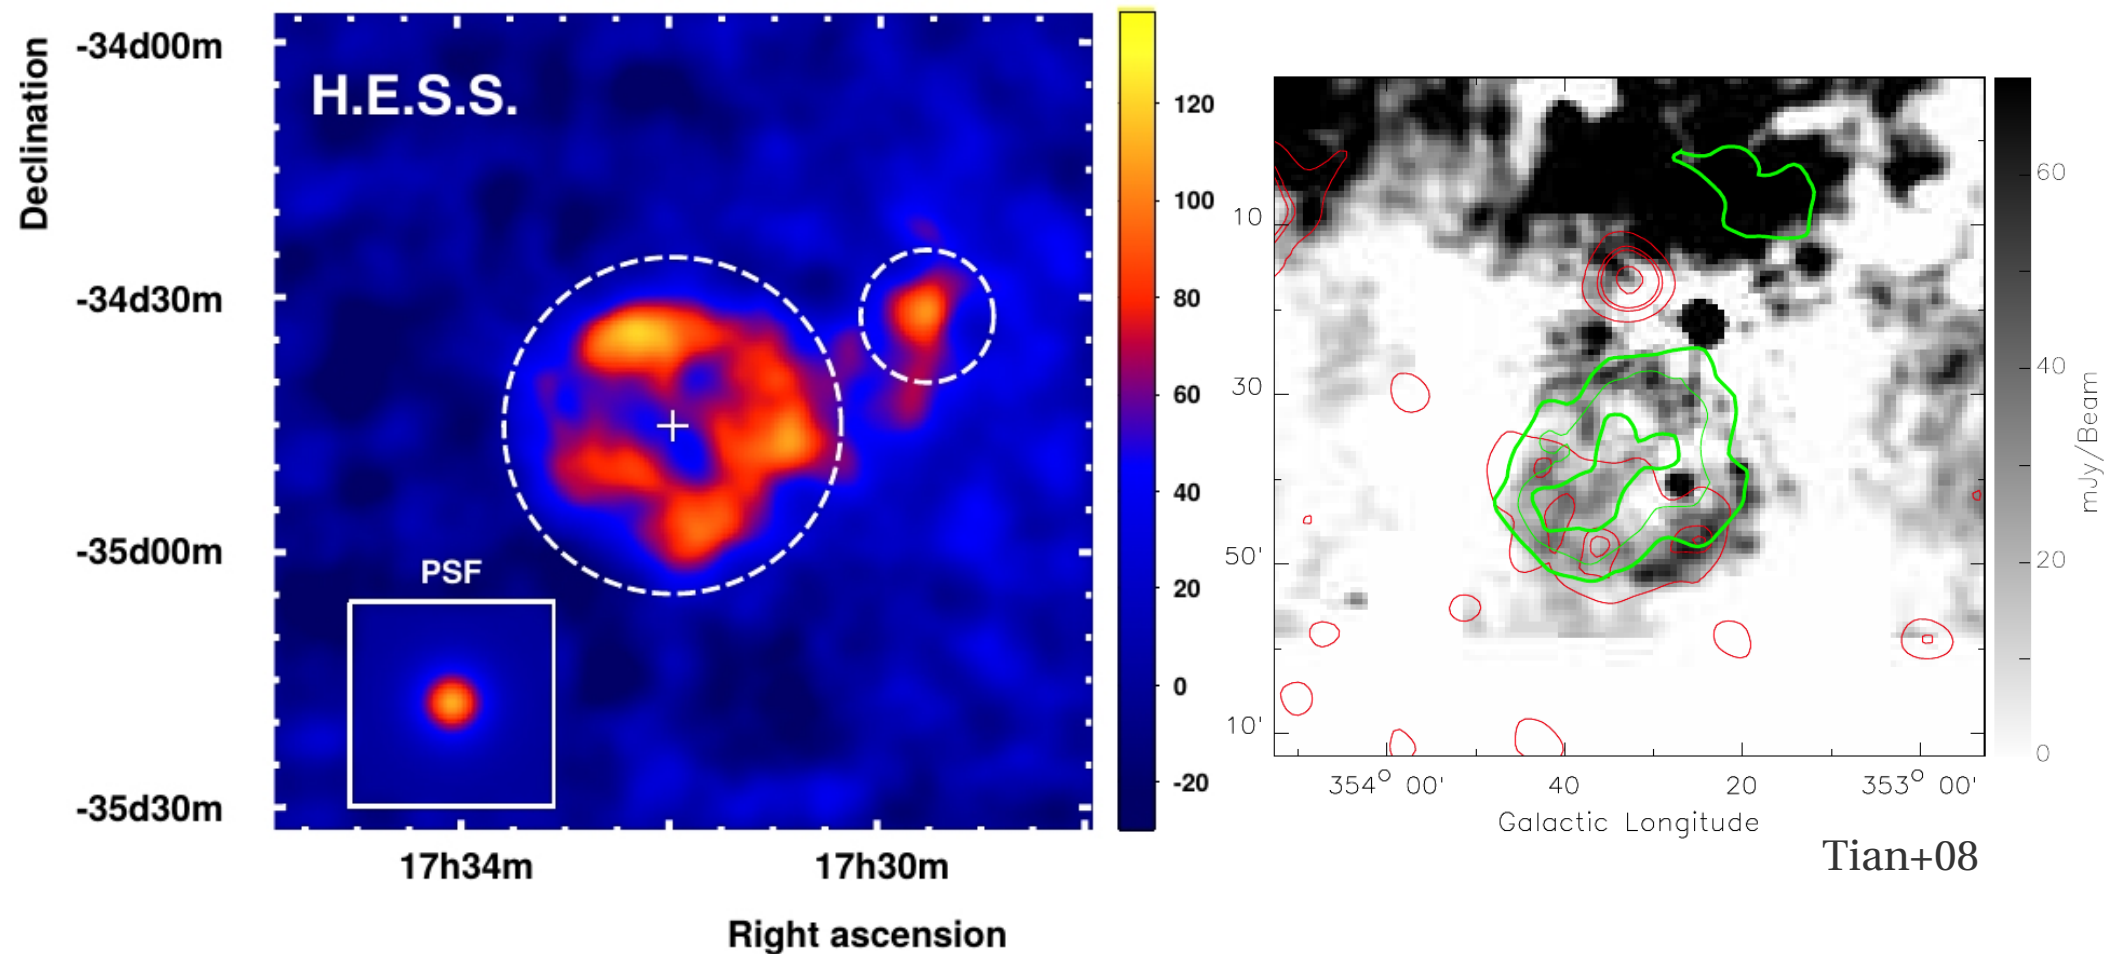 Declination
-34d00m
-34d30m
-35d00m
-35d30m
H.E.S.S.
PSF
17h34m
17h30m
Right ascension
120
100
80
60
40
20
0
-20
10
30
50'
10'
354° 00'
40
20
353° 00'
Galactic Longitude
60
40
20
0
mJy/Beam
Tian+08